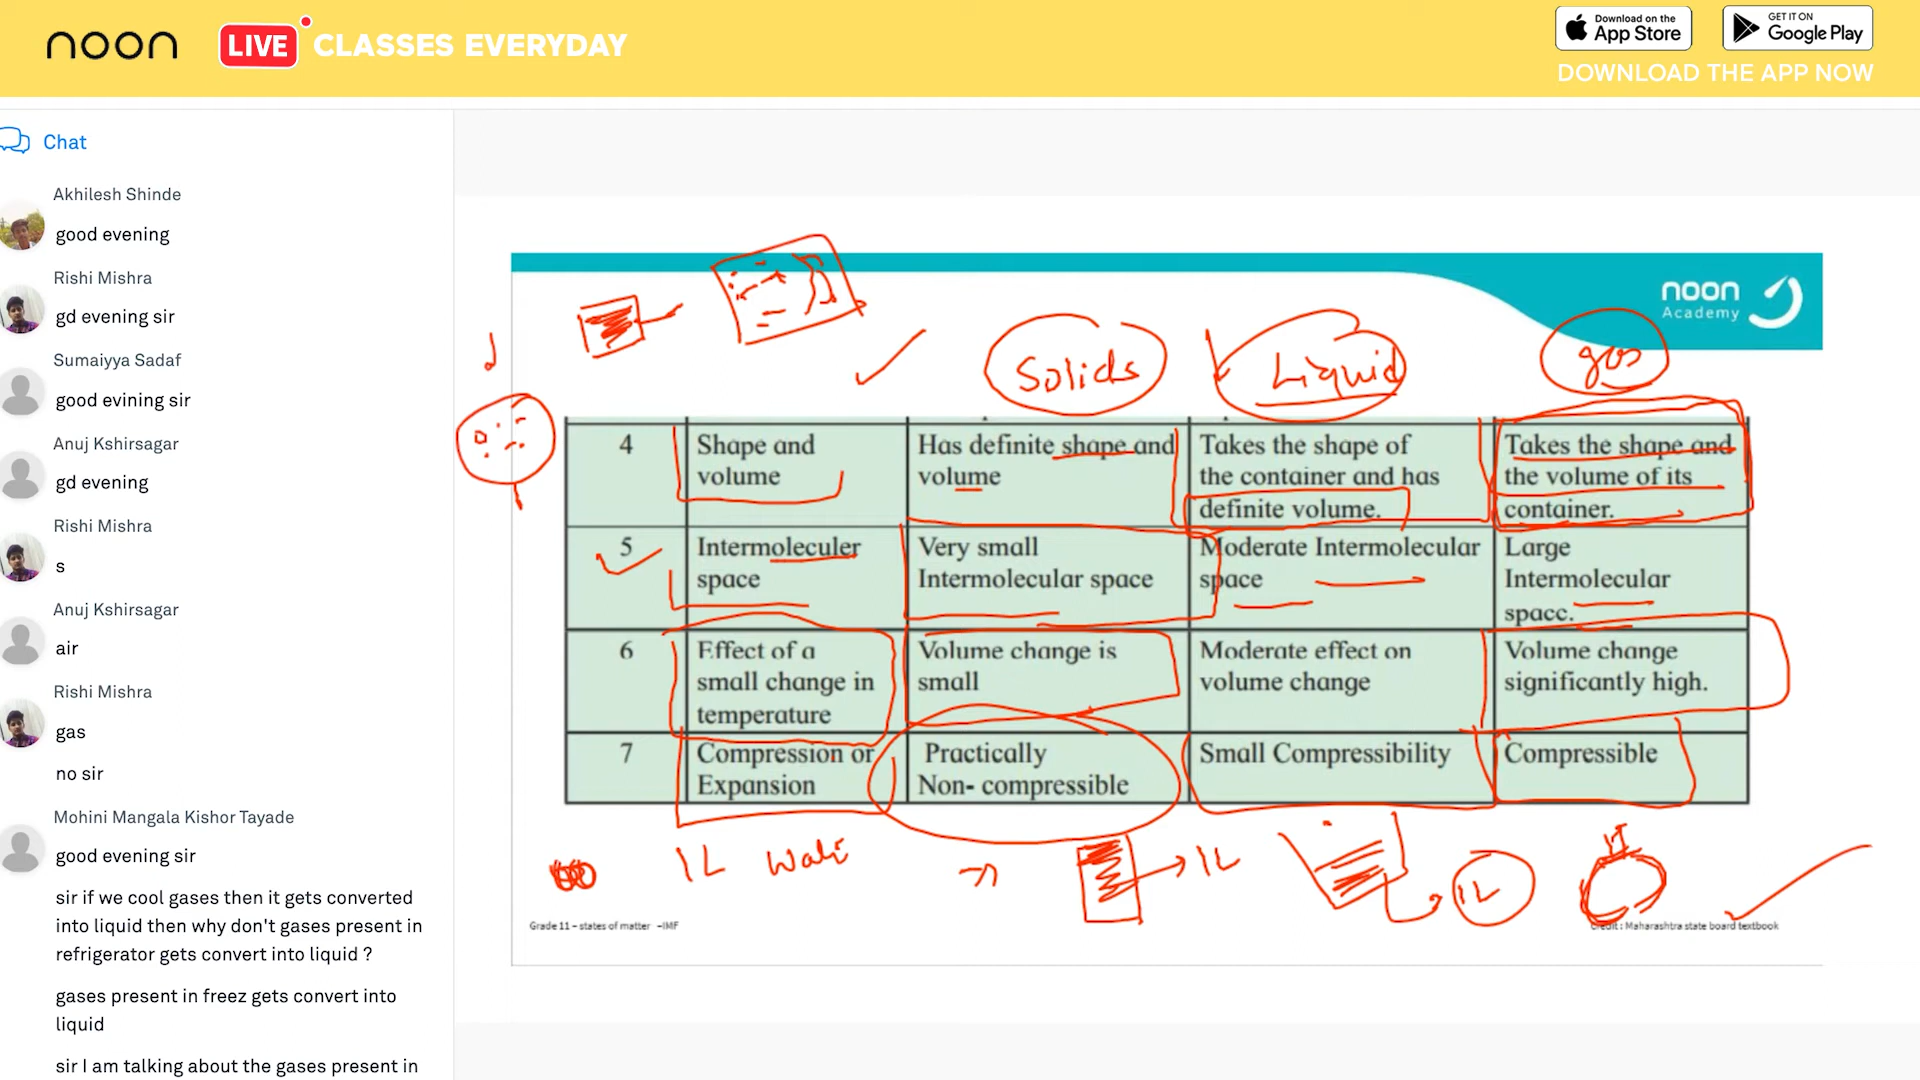 noon LIVE CLASSES EVERYDAY
Download on the App Store
GET IT ON Google Play
DOWNLOAD THE APP NOW
Chat
Akhilesh Shinde
good evening
Rishi Mishra
gd evening sir
Sumaiyya Sadaf
good evining sir
Anuj Kshirsagar
gd evening
Rishi Mishra
s
Anuj Kshirsagar
air
Rishi Mishra
gas
no sir
Mohini Mangala Kishor Tayade
good evening sir
sir if we cool gases then it gets converted
into liquid then why don't gases present in
refrigerator gets convert into liquid ?
gases present in freez gets convert into
liquid
sir I am talking about the gases present in
noon
Academy
Solids
Liquid
gas
4
Shape and
volume
Has definite shape and
volume
Takes the shape of
the container and has
definite volume.
Takes the shape and
the volume of its
container.
5
Intermoleculer
space
Very small
Intermolecular space
Moderate Intermolecular
space
Large
Intermolecular
space.
6
Effect of a
small change in
temperature
Volume change is
small
Moderate effect on
volume change
Volume change
significantly high.
7
Compression or
Expansion
Practically
Non- compressible
Small Compressibility
Compressible
1L
1L
1L
Grade 11 – states of matter –IMF
Credit : Maharashtra state board textbook